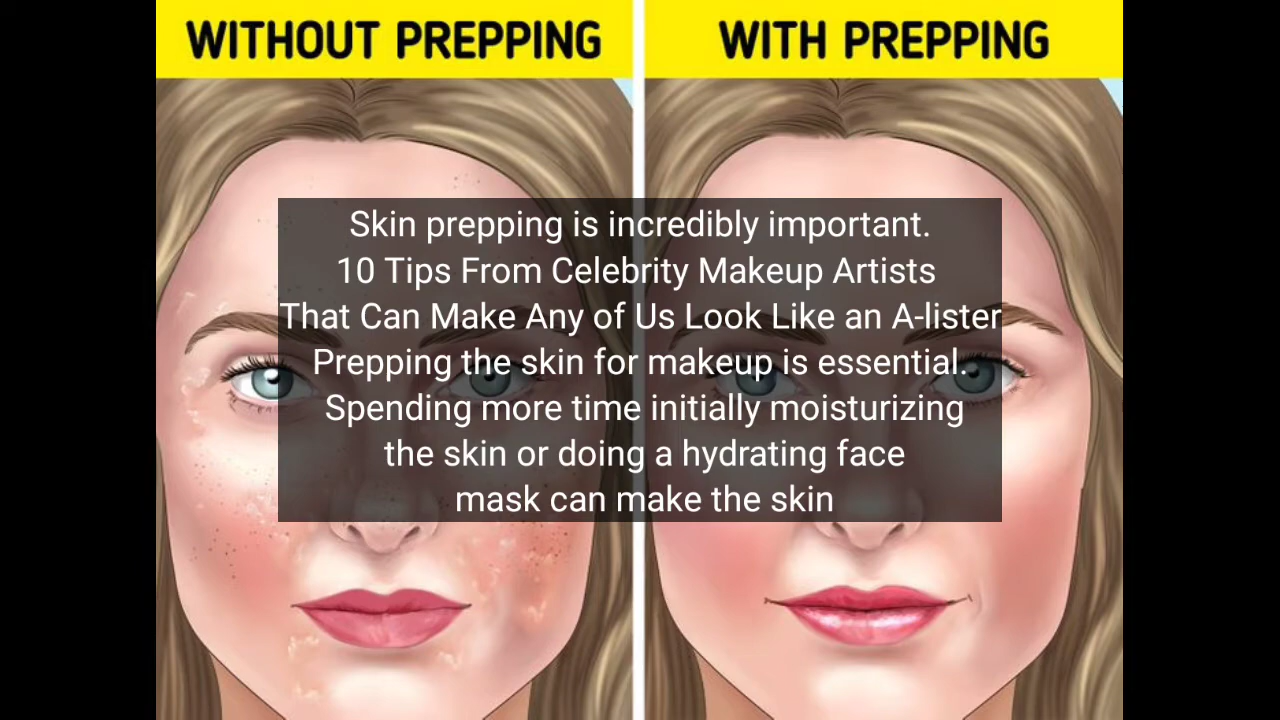 WITHOUT PREPPING
WITH PREPPING
Skin prepping is incredibly important.
10 Tips From Celebrity Makeup Artists
That Can Make Any of Us Look Like an A-lister
Prepping the skin for makeup is essential.
Spending more time initially moisturizing
the skin or doing a hydrating face
mask can make the skin